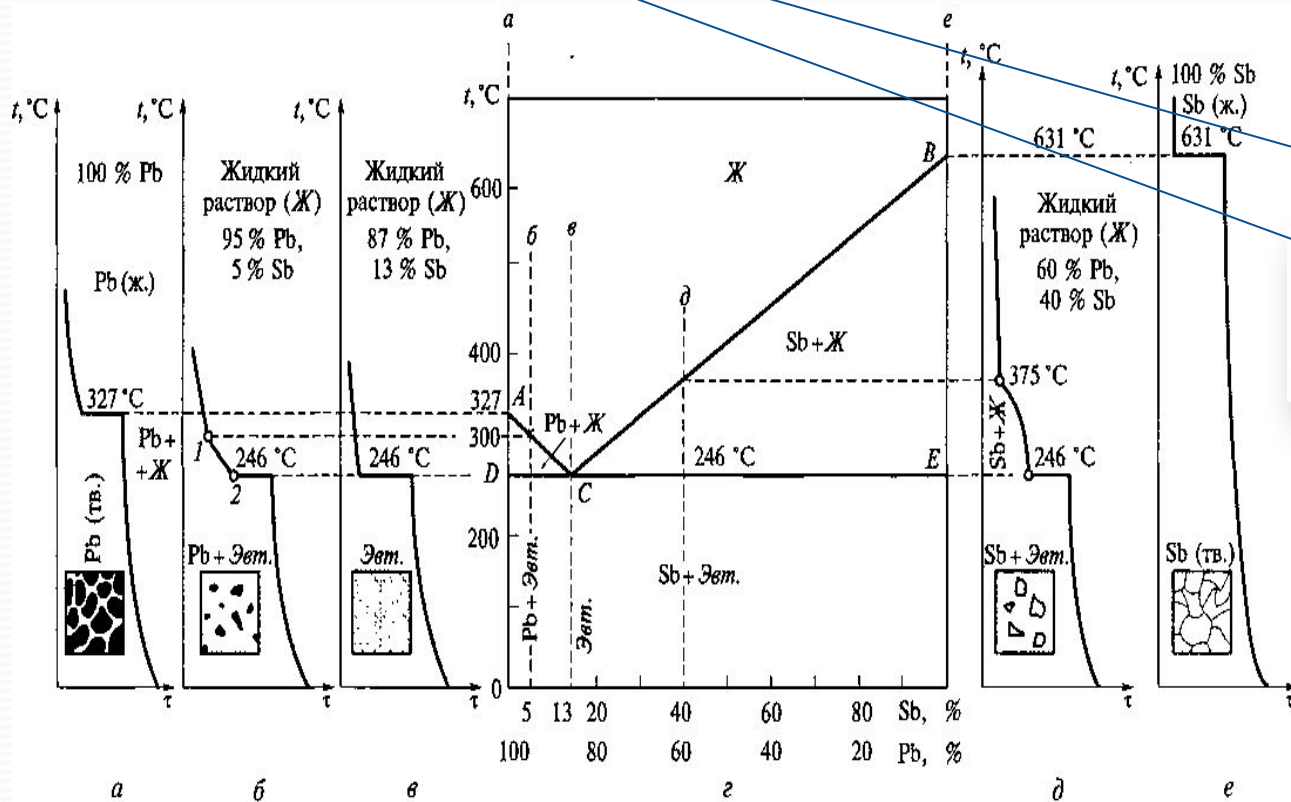 а
е
t, °C
t, °C
t, °C
t, °C
t, °C
t, °C
100 % Pb
Pb (ж.)
327 °C
Pb +
+Ж
Pb (тв.)
τ
Жидкий
раствор (Ж)
95 % Pb,
5 % Sb
1
246 °C
2
Pb + Эвт.
τ
Жидкий
раствор (Ж)
87 % Pb,
13 % Sb
246 °C
Эвт.
τ
600
400
327
300
200
0
Ж
B
б
в
д
A
Sb + Ж
Pb + Ж
D
C
246 °C
E
Pb + Эвт.
Эвт.
Sb + Эвт.
5 13 20 40 60 80 Sb, %
100 80 60 40 20 Pb, %
631 °C
Жидкий
раствор (Ж)
60 % Pb,
40 % Sb
375 °C
Sb + Ж
246 °C
Sb + Эвт.
τ
100 % Sb
Sb (ж.)
631 °C
Sb (тв.)
τ
а б в г д е